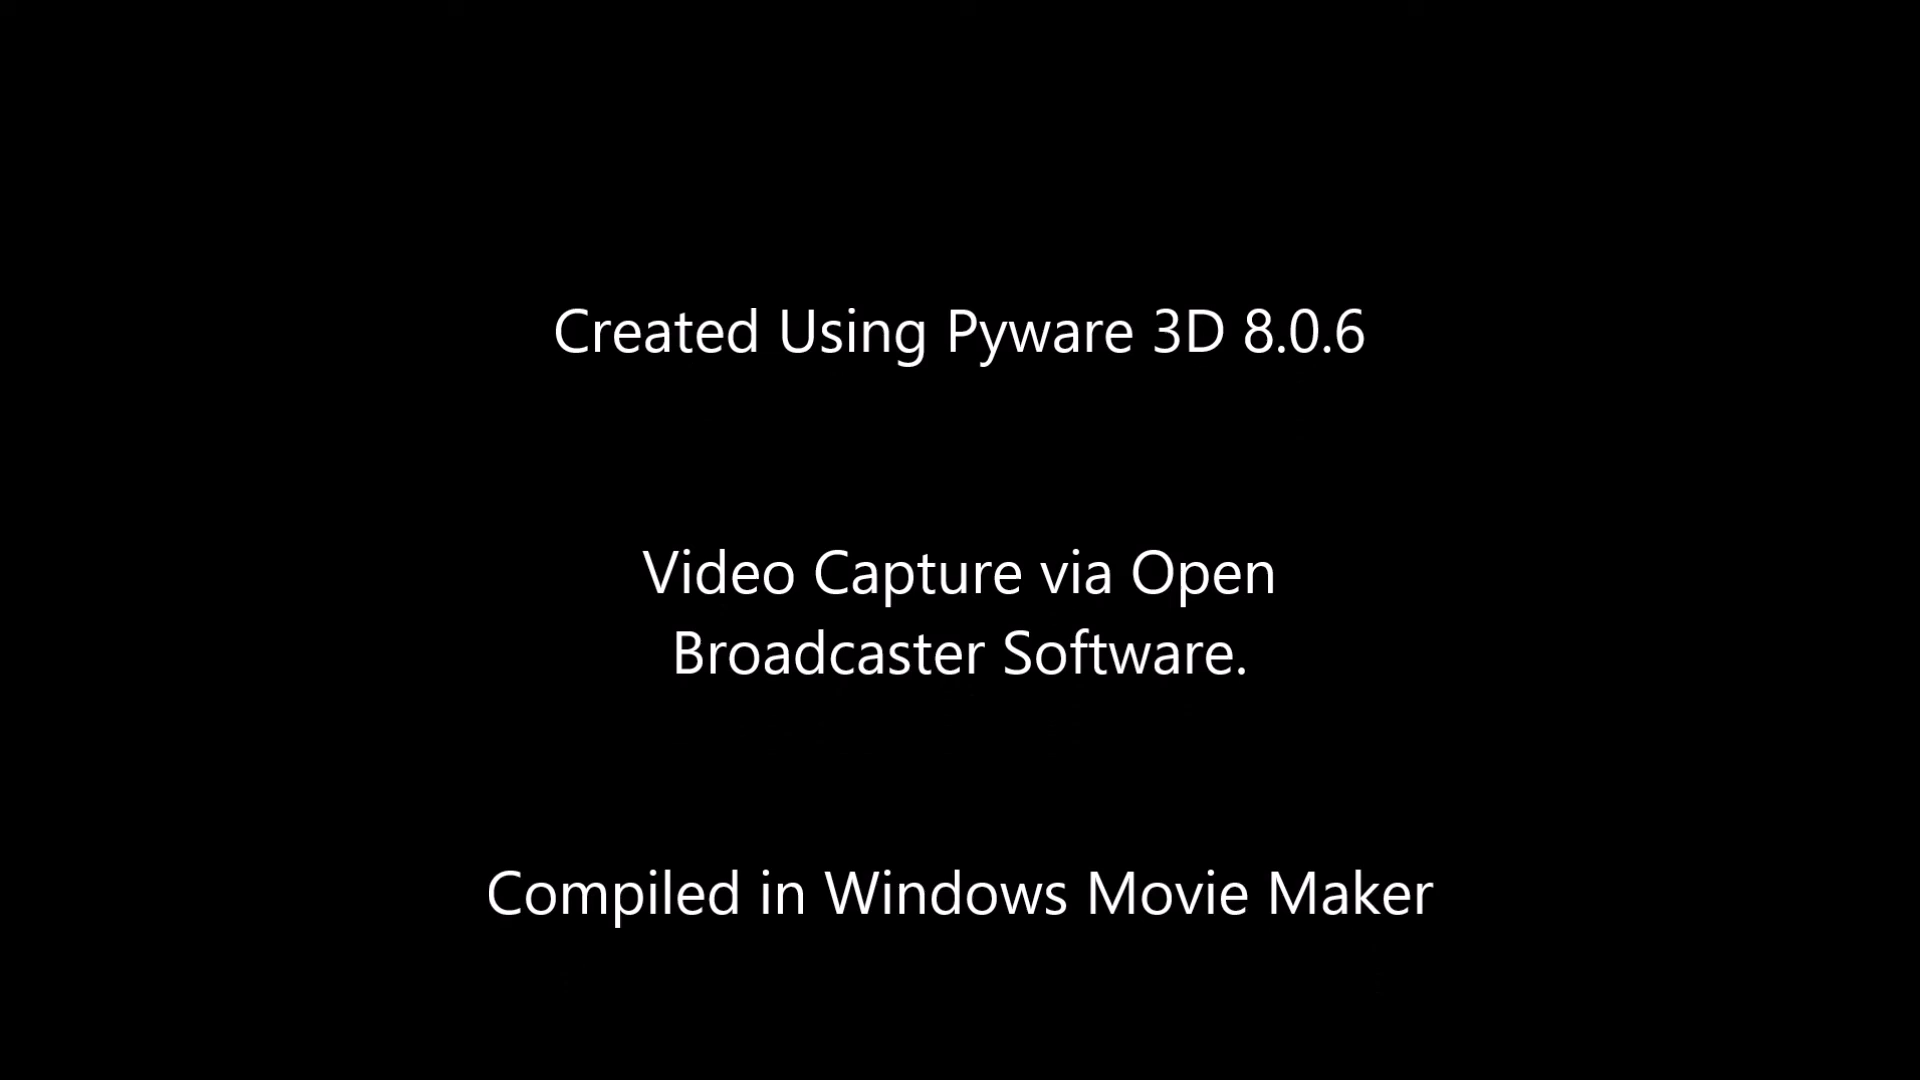 Created Using Pyware 3D 8.0.6
Video Capture via Open
Broadcaster Software.
Compiled in Windows Movie Maker